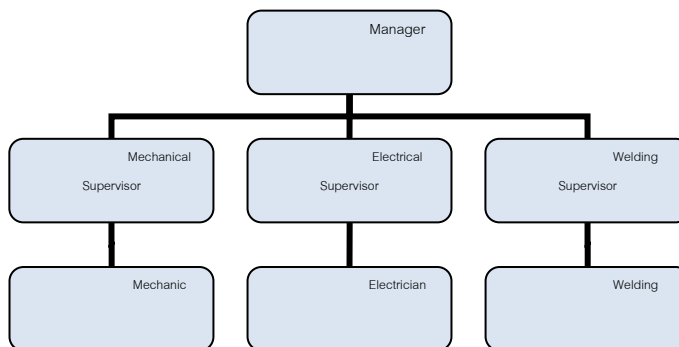 Manager
Mechanical
Supervisor
Electrical
Supervisor
Welding
Supervisor
Mechanic
Electrician
Welding